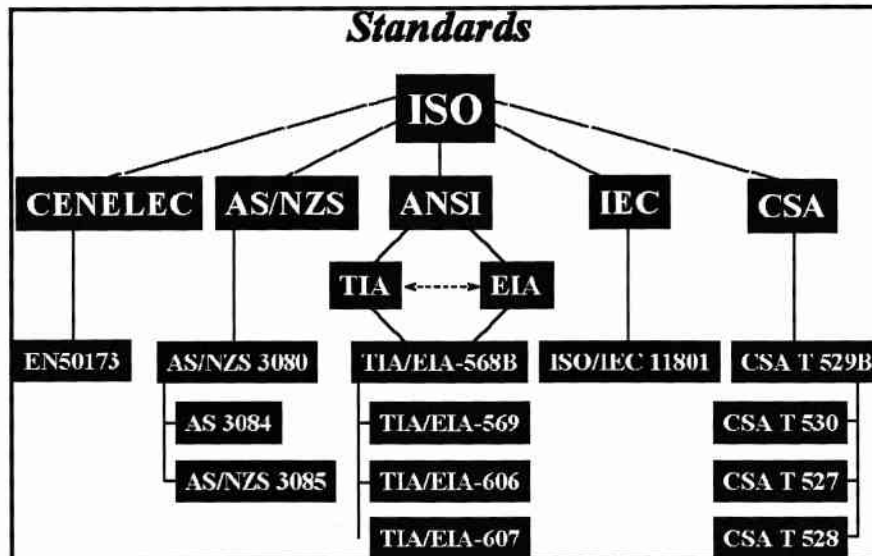 Standards
ISO
CENELEC AS/NZS ANSI IEC CSA
TIA EIA
EN50173 AS/NZS 3080 TIA/EIA-568B ISO/IEC 11801 CSA T 529B
AS 3084 TIA/EIA-569 CSA T 530
AS/NZS 3085 TIA/EIA-606 CSA T 527
TIA/EIA-607 CSA T 528